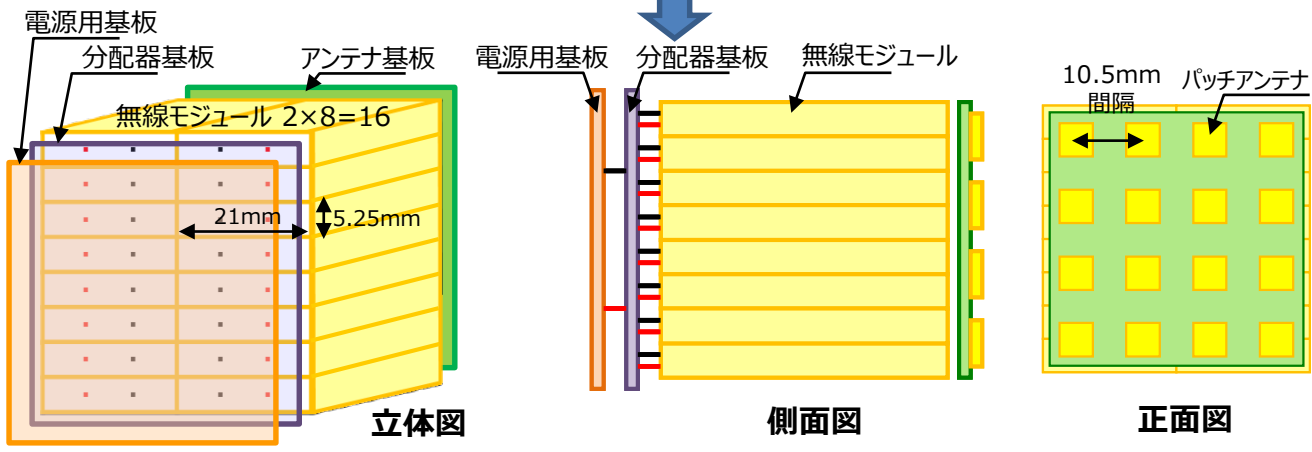 電源用基板
分配器基板
アンテナ基板
無線モジュール 2×8=16
21mm
5.25mm
立体図
電源用基板
分配器基板
無線モジュール
側面図
10.5mm
間隔
パッチアンテナ
正面図